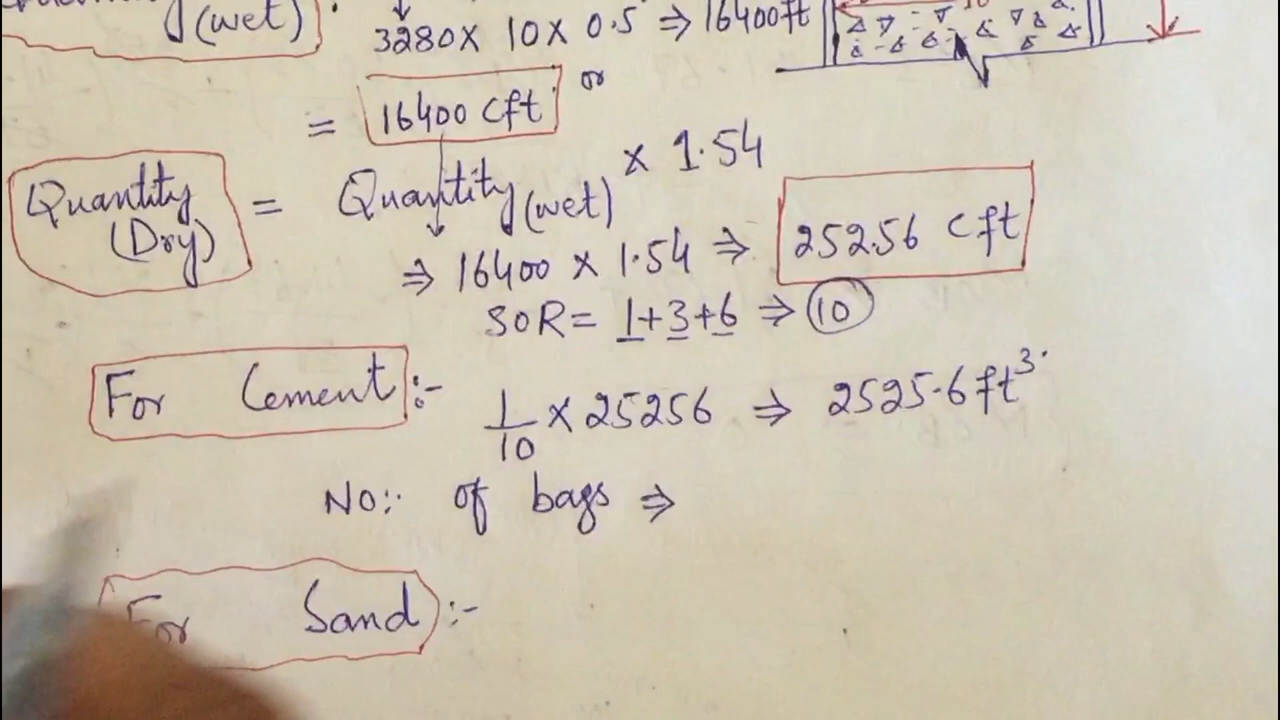 (wet) :
3280 x 10 x 0.5 ⇒ 16400 ft
or
= 16400 Cft
Quantity (Dry) = Quantity (wet) x 1.54
⇒ 16400 x 1.54 ⇒ 25256 Cft
SOR = 1+3+6 ⇒ 10
For Cement :- 1/10 x 25256 ⇒ 2525.6 ft³
NO:- of bags ⇒
For Sand :-